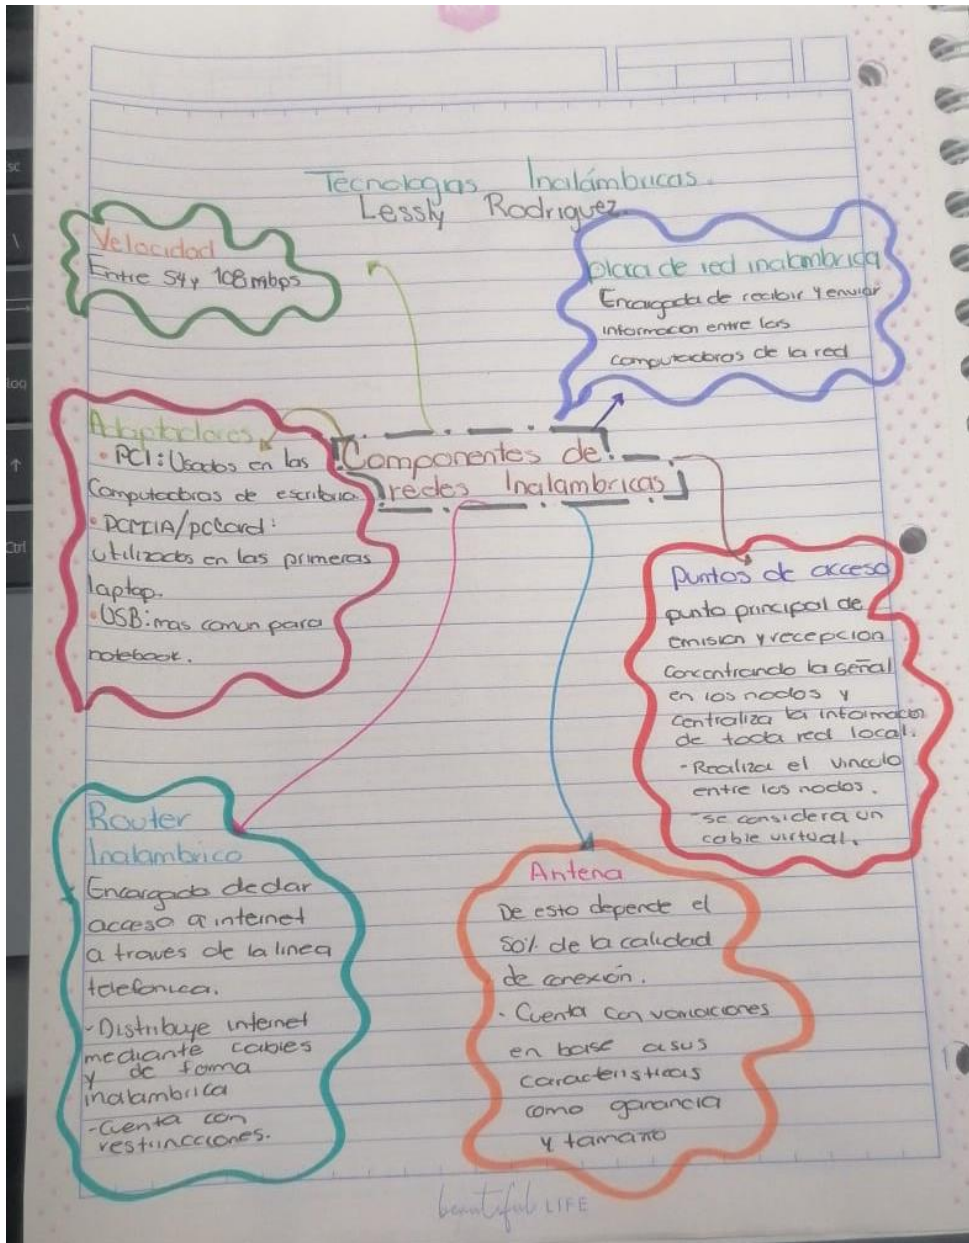 Tecnologias Inalámbricas.
Lessly Rodriguez.
Velocidad
Entre 54 y 108 mbps
placa de red inalambrica
Encargada de recibir y enviar
informacion entre las
computadoras de la red
Adaptadores
• PCI: Usados en las
Computadoras de escritorio
• PCMCIA/pccard:
utilizados en las primeras
laptop.
• USB: mas comun para
notebook.
Componentes de
redes Inalambricas
Puntos de acceso
punto principal de
emision y recepcion
concentrando la señal
en los nodos y
centraliza la informacion
de toda red local.
- Realiza el vinculo
entre los nodos.
- se considera un
cable virtual.
Router
Inalambrico
Encargado de dar
acceso a internet
a traves de la linea
telefonica.
- Distribuye internet
mediante cables
y de forma
inalambrica
- Cuenta con
restrincciones.
Antena
De esto depende el
50% de la calidad
de conexión.
- Cuenta con variaciones
en base a sus
caracteristicas
como garancia
y tamaño
beautiful LIFE
sc
\
loq
↑
Ctrl